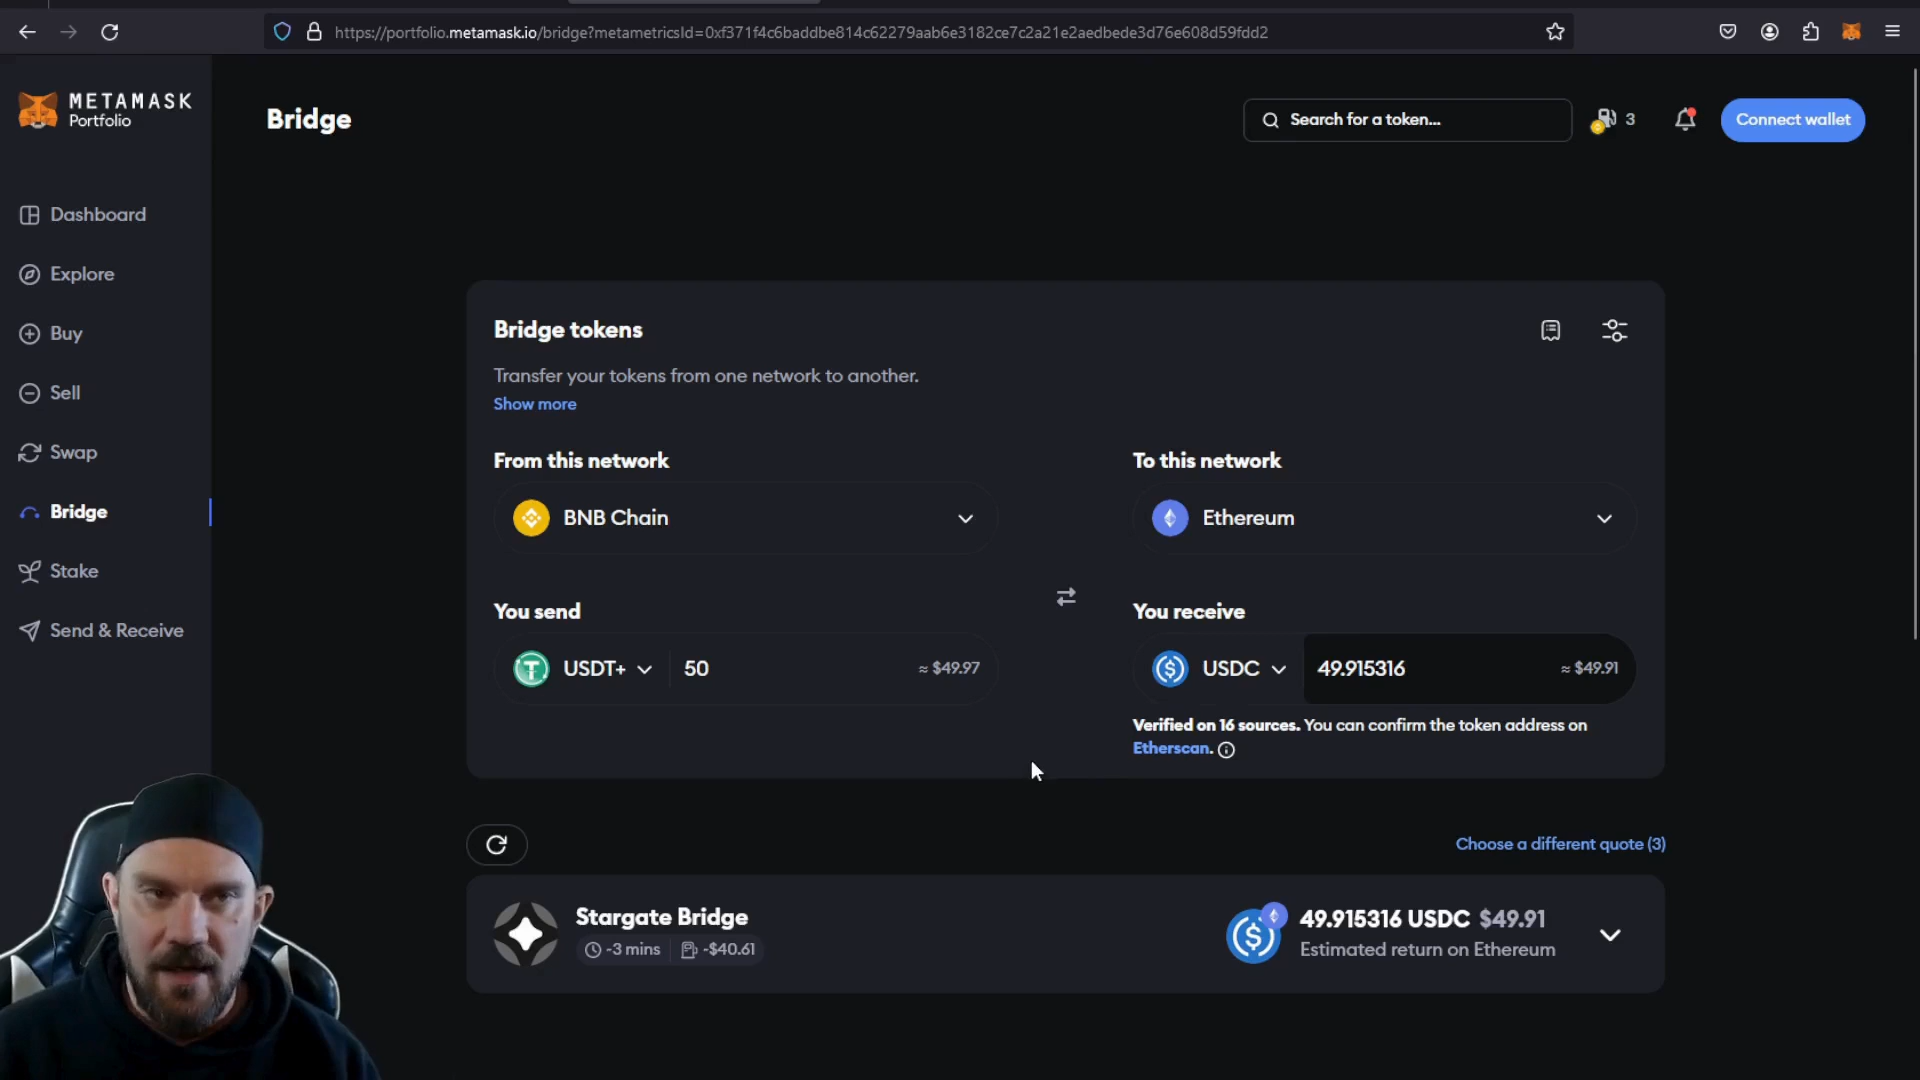 https://portfolio.metamask.io/bridge?metametricsId=0xf371f4c6baddbe814c62279aab6e3182ce7c2a21e2aedbede3d76e608d59fdd2
METAMASK
Portfolio
Bridge
Search for a token...
3
Connect wallet
Dashboard
Explore
Buy
Sell
Swap
Bridge
Stake
Send & Receive
Bridge tokens
Transfer your tokens from one network to another.
Show more
From this network
To this network
BNB Chain
Ethereum
You send
You receive
USDT+
50
≈ $49.97
USDC
49.915316
≈ $49.91
Verified on 16 sources. You can confirm the token address on
Etherscan.
Choose a different quote (3)
Stargate Bridge
~3 mins
~$40.61
49.915316 USDC $49.91
Estimated return on Ethereum